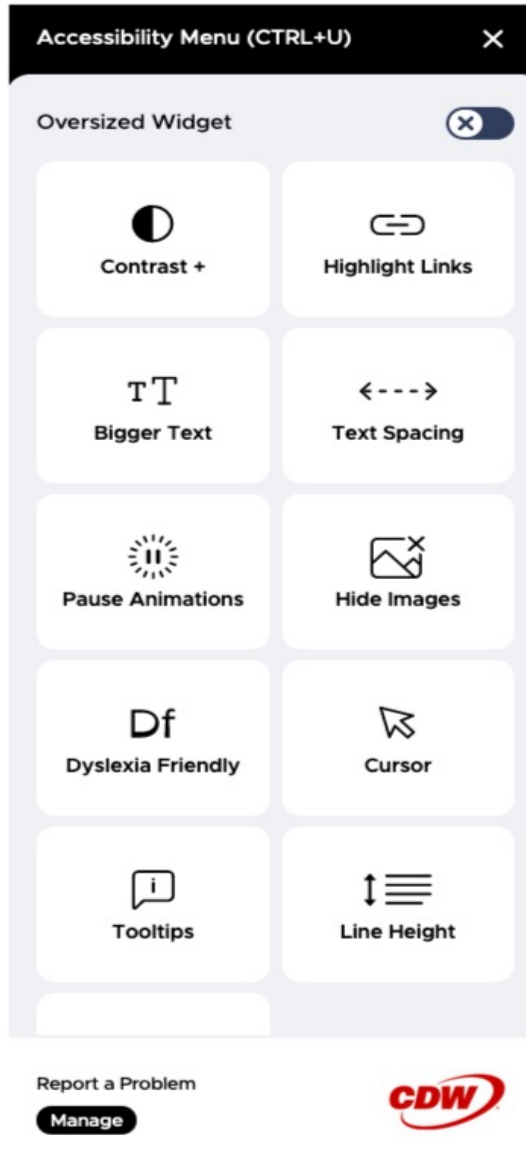 Accessibility Menu (CTRL+U)
Oversized Widget
Contrast +
Highlight Links
TT
Bigger Text
Text Spacing
Pause Animations
Hide Images
Df
Dyslexia Friendly
Cursor
i
Tooltips
Line Height
Report a Problem
Manage
CDW